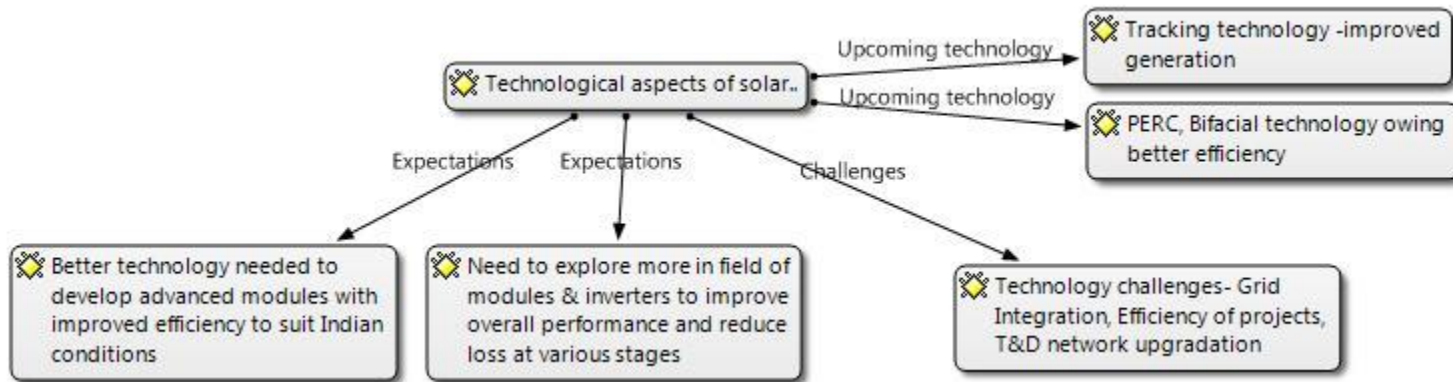 Upcoming technology
Tracking technology -improved
generation
Technological aspects of solar..
Upcoming technology
PERC, Bifacial technology owing
better efficiency
Expectations
Expectations
Challenges
Better technology needed to
develop advanced modules with
improved efficiency to suit Indian
conditions
Need to explore more in field of
modules & inverters to improve
overall performance and reduce
loss at various stages
Technology challenges- Grid
Integration, Efficiency of projects,
T&D network upgradation